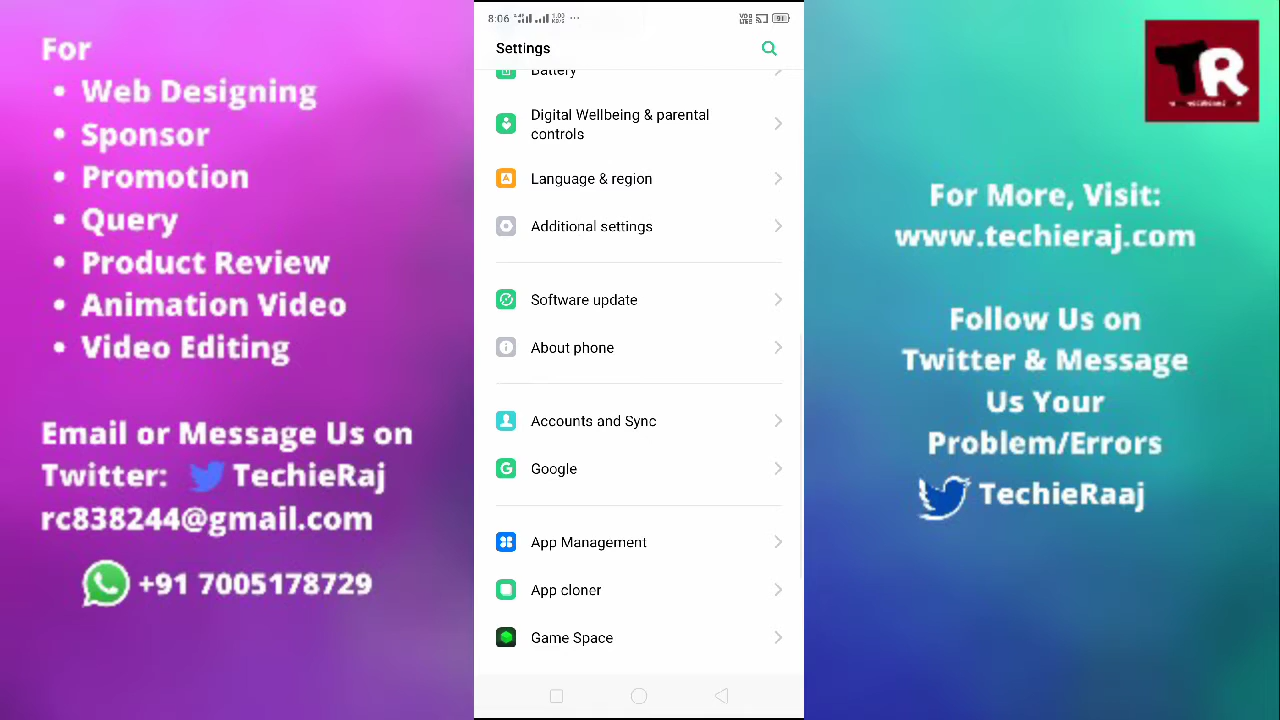 For
• Web Designing
• Sponsor
• Promotion
• Query
• Product Review
• Animation Video
• Video Editing
Email or Message Us on
Twitter: TechieRaj
rc838244@gmail.com
+91 7005178729
8:06
Settings
Battery
Digital Wellbeing & parental
controls
Language & region
Additional settings
Software update
About phone
Accounts and Sync
Google
App Management
App cloner
Game Space
TR
For More, Visit:
www.techieraj.com
Follow Us on
Twitter & Message
Us Your
Problem/Errors
TechieRaaj